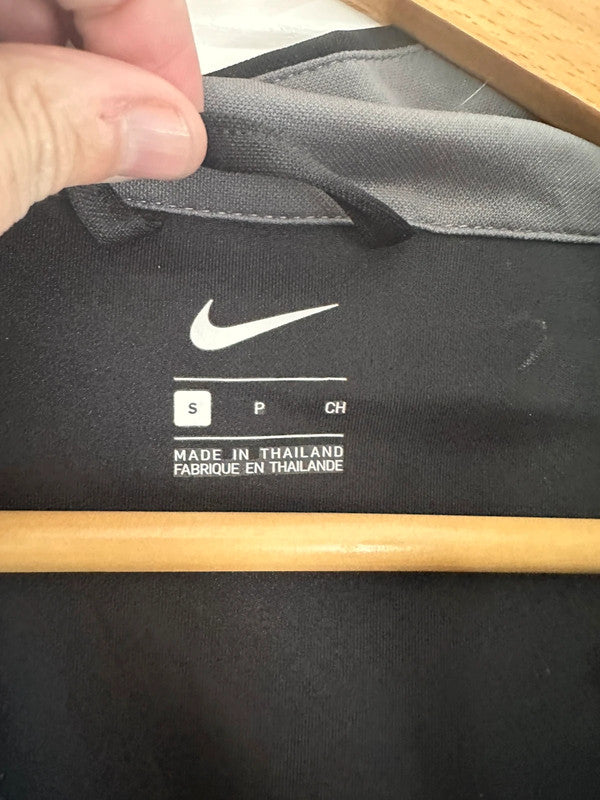 S P CH
MADE IN THAILAND
FABRIQUE EN THAILANDE